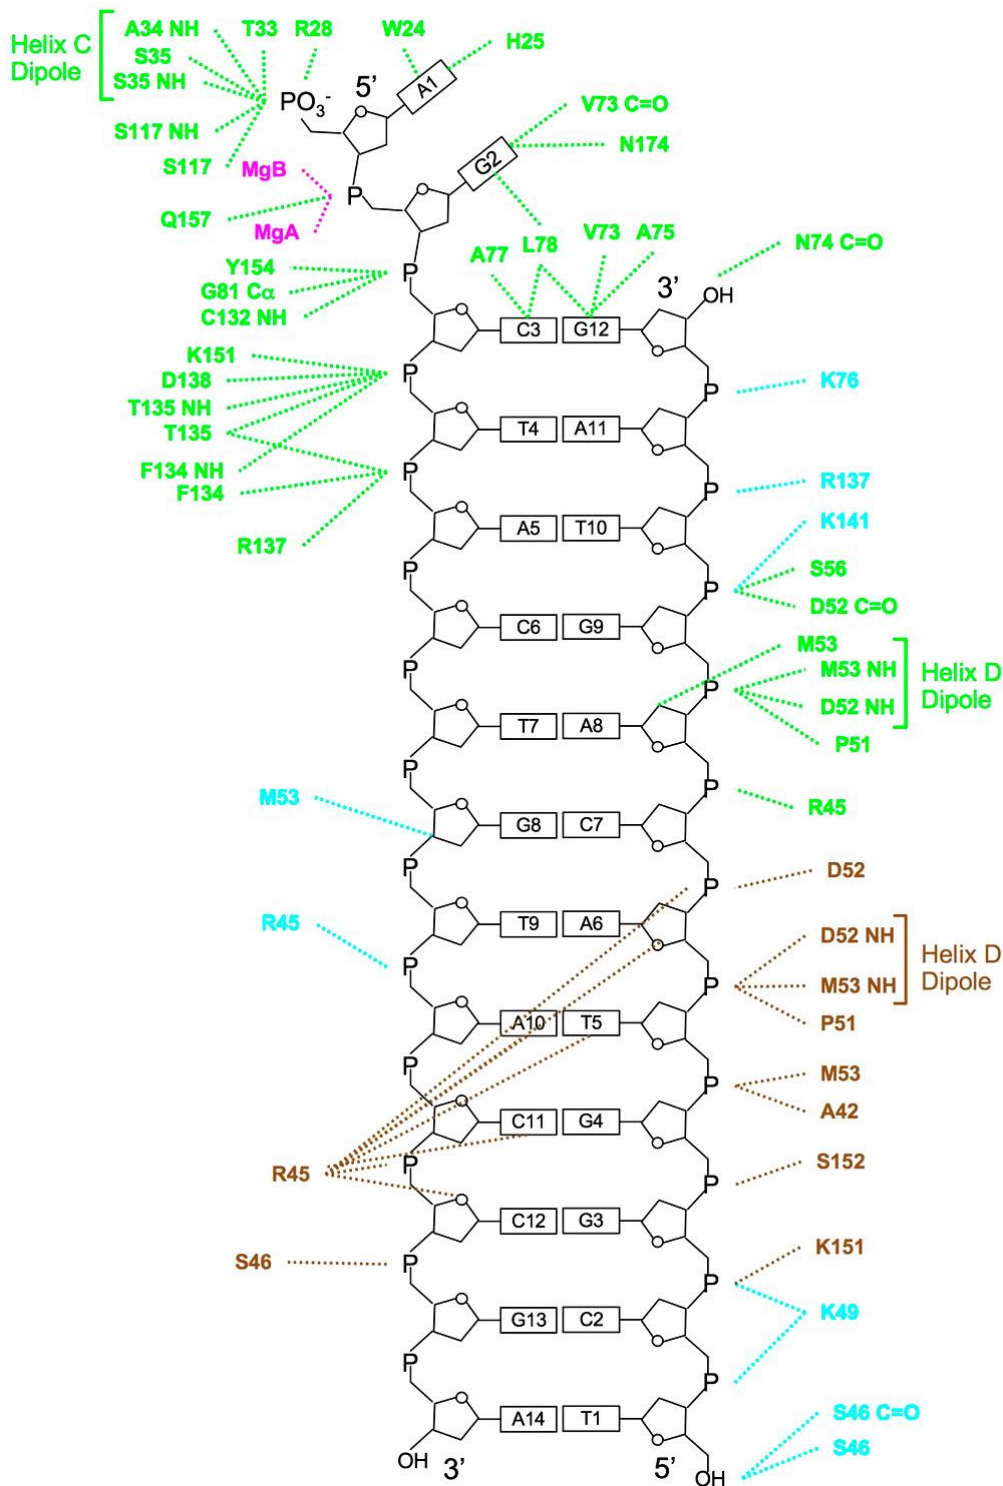 A34 NH T33 R28 W24 H25
Helix C
Dipole
S35
S35 NH
5'
A1
PO3-
V73 C=O
S117 NH
N174
S117
MgB
G2
P
Q157
MgA
V73 A75
L78
A77
N74 C=O
Y154
P
G81 Cα
C132 NH
3'
OH
C3 G12
K151
D138
P
P
K76
T135 NH
T135
T4 A11
F134 NH
P
F134
P
R137
R137
A5 T10
K141
P
P
S56
D52 C=O
C6 G9
M53
P
P
M53 NH
Helix D
Dipole
D52 NH
T7 A8
P51
P
P
M53
R45
G8 C7
P
P
D52
R45
T9 A6
D52 NH
Helix D
Dipole
P
P
M53 NH
A10 T5
P51
P
P
M53
A42
C11 G4
R45
P
P
S152
C12 G3
S46
P
P
K151
K49
G13 C2
P
P
A14 T1
S46 C=O
S46
OH 3'
5' OH